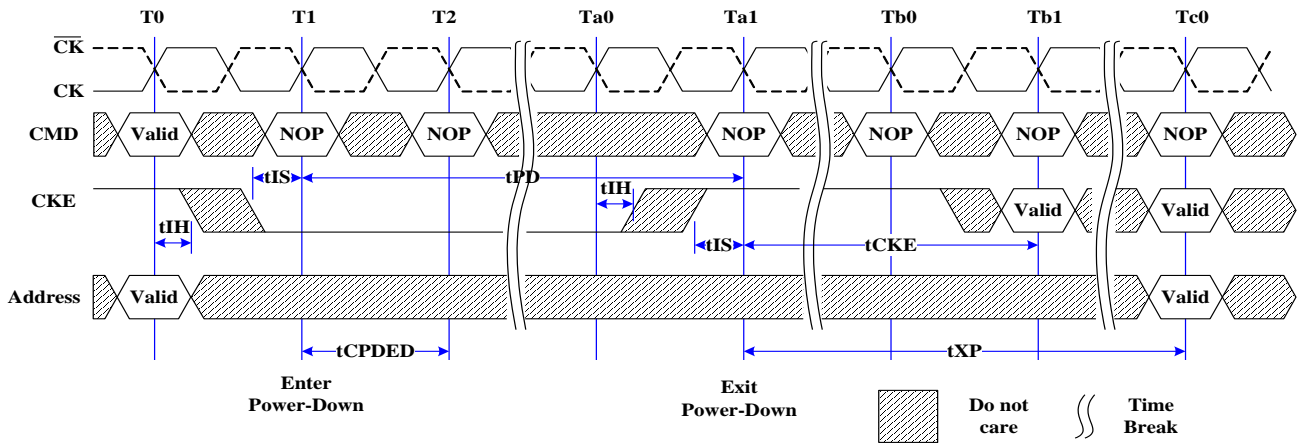 T0 T1 T2 Ta0 Ta1 Tb0 Tb1 Tc0
CK
CK
CMD Valid NOP NOP NOP NOP NOP NOP
tIS tPD
CKE tIH Valid Valid
tIH tIS tCKE
Address Valid Valid
tCPDED tXP
Enter Power-Down
Exit Power-Down
Do not care
Time Break